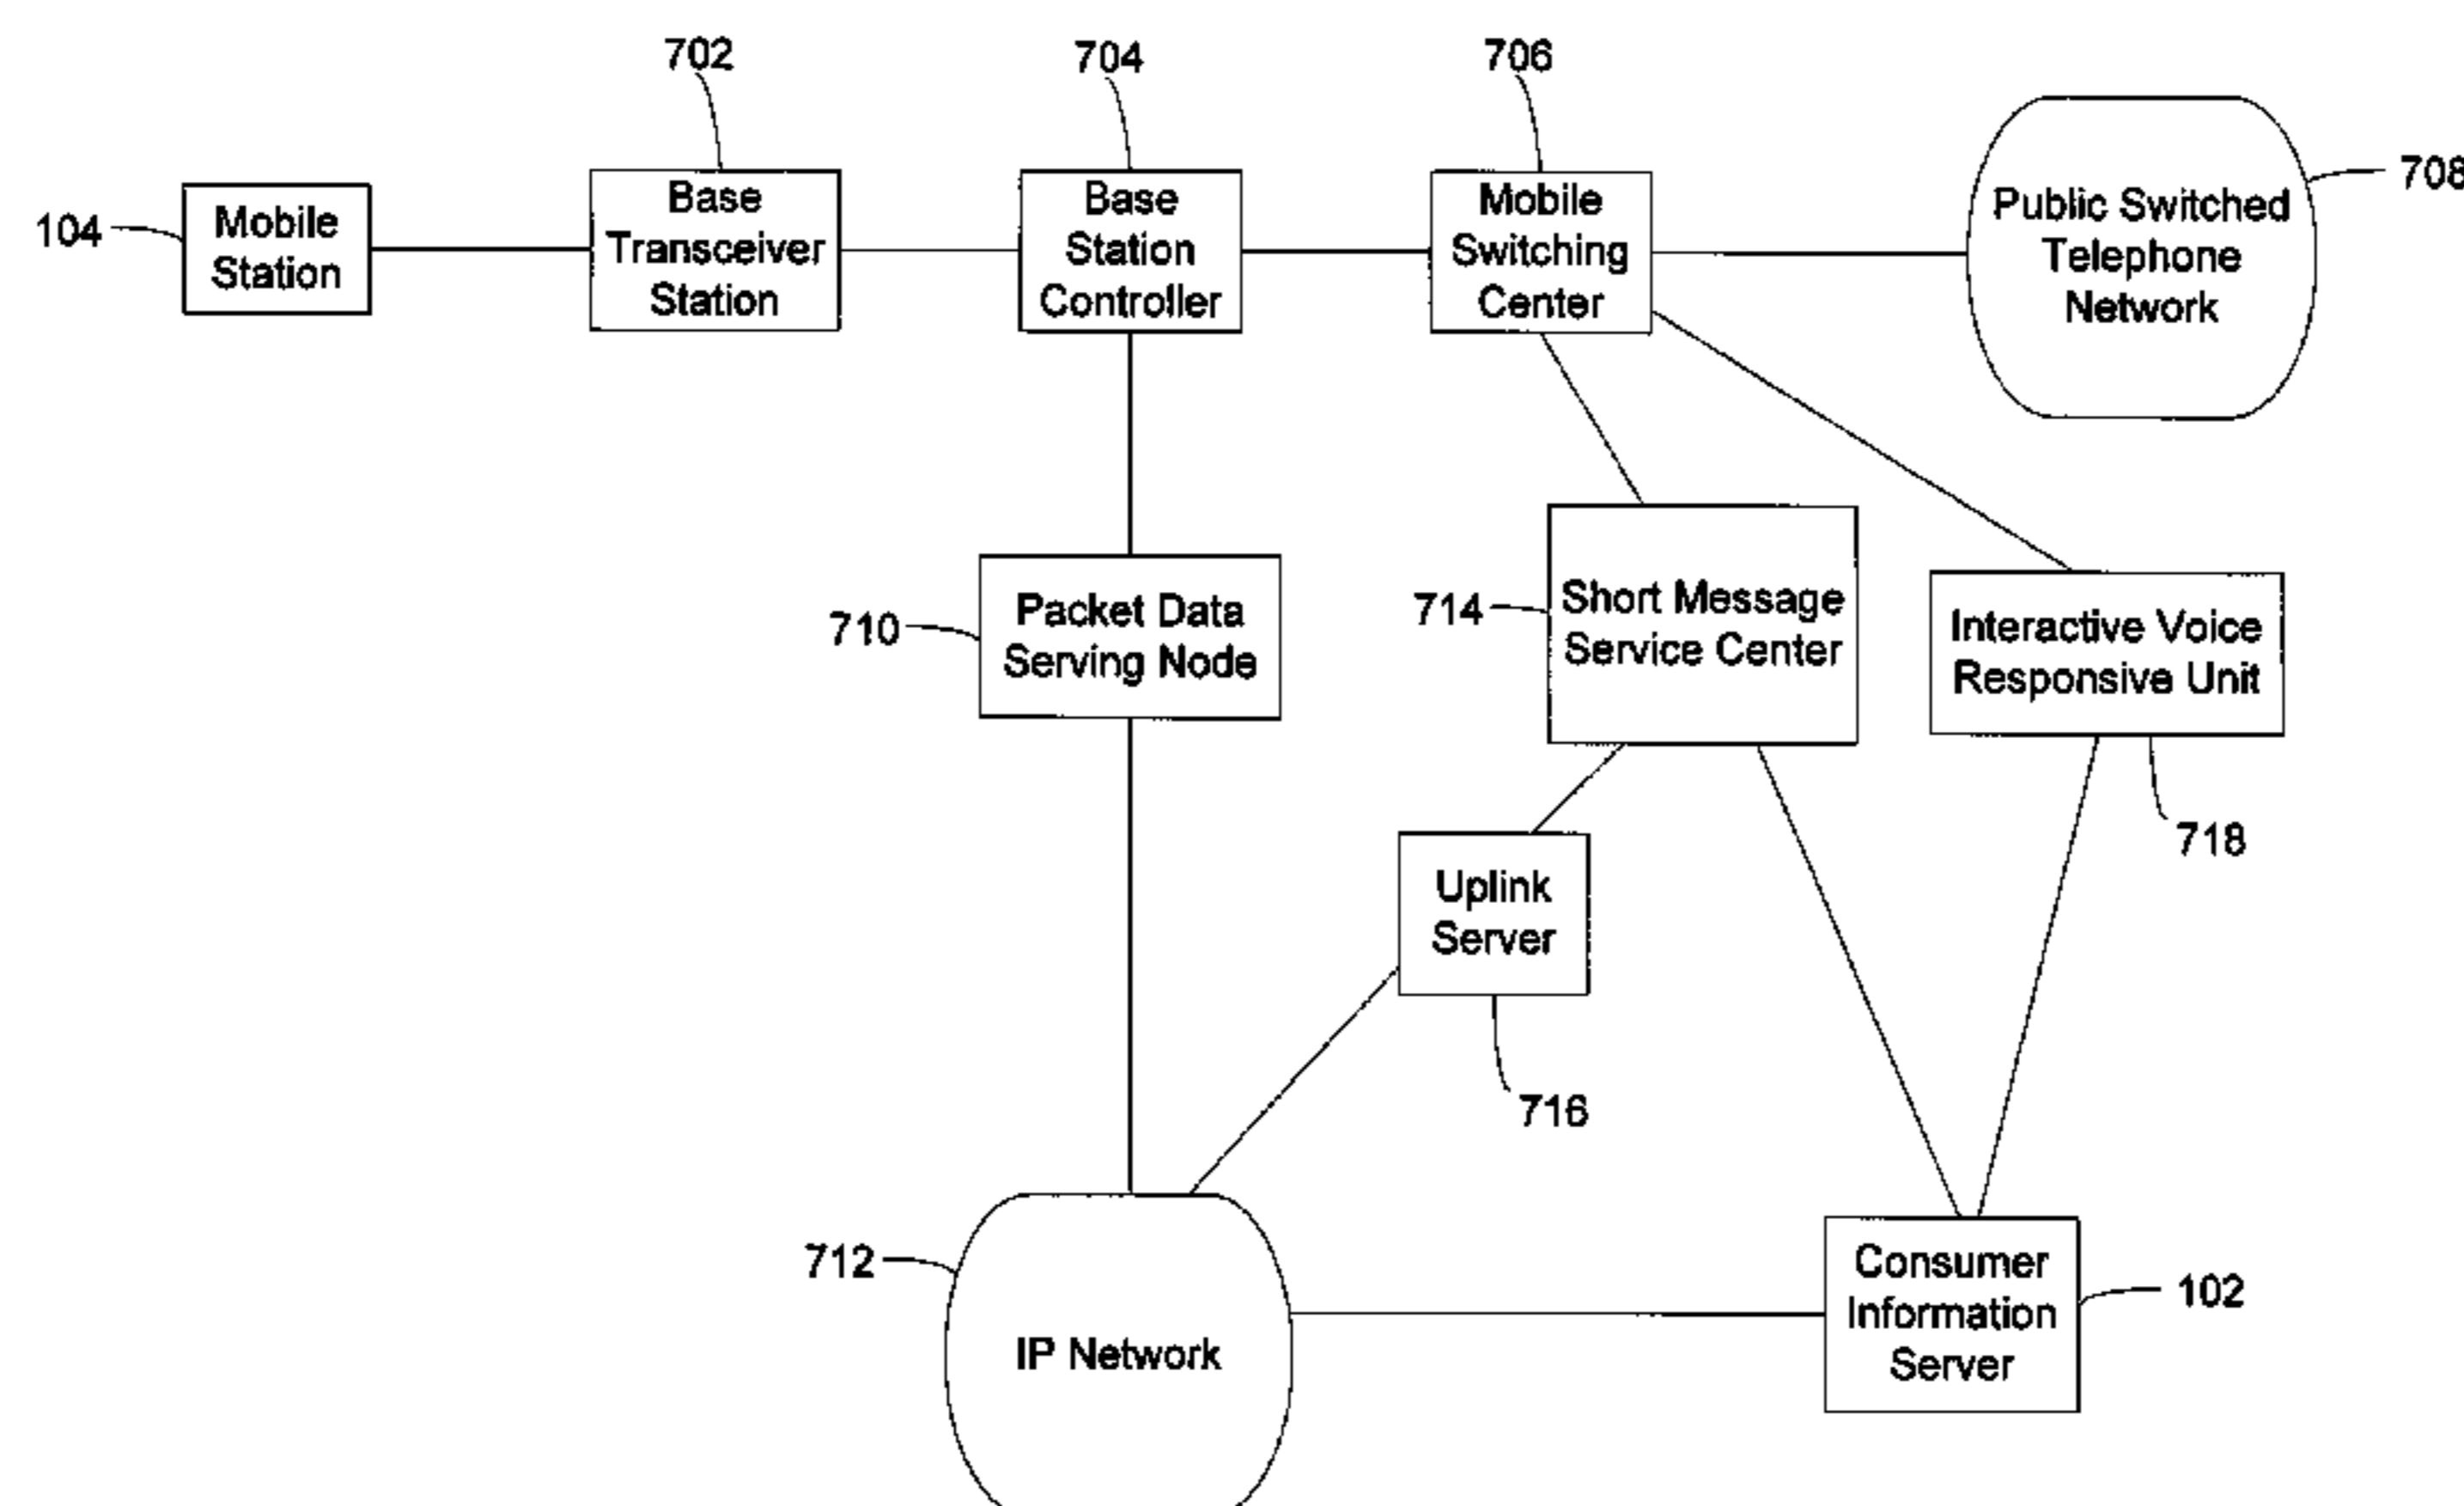 702
704
706
708
104
Mobile
Station
Base
Transceiver
Station
Base
Station
Controller
Mobile
Switching
Center
Public Switched
Telephone
Network
710
Packet Data
Serving Node
714
Short Message
Service Center
Interactive Voice
Responsive Unit
718
Uplink
Server
716
712
IP Network
Consumer
Information
Server
102